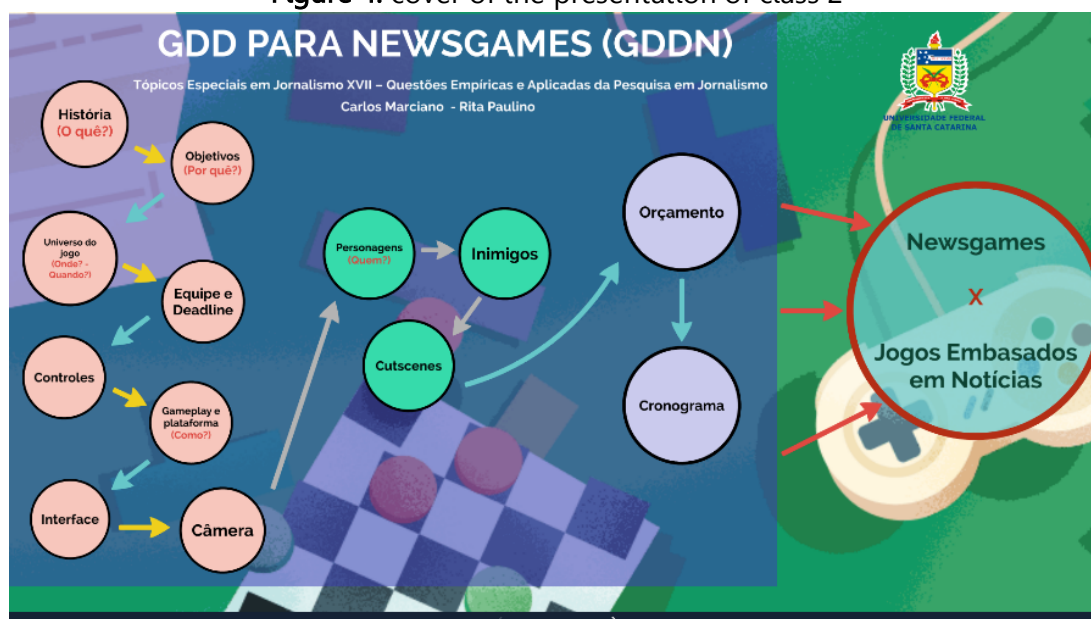 Figure 4. cover of the presentation of class 2
GDD PARA NEWSGAMES (GDDN)
Tópicos Especiais em Jornalismo XVII – Questões Empíricas e Aplicadas da Pesquisa em Jornalismo
Carlos Marciano - Rita Paulino
UNIVERSIDADE FEDERAL
DE SANTA CATARINA
História
(O quê?)
Objetivos
(Por quê?)
Universo do
jogo
(Onde? -
Quando?)
Equipe e
Deadline
Controles
Gameplay e
plataforma
(Como?)
Interface
Câmera
Personagens
(Quem?)
Inimigos
Cutscenes
Orçamento
Cronograma
Newsgames
X
Jogos Embasados
em Notícias